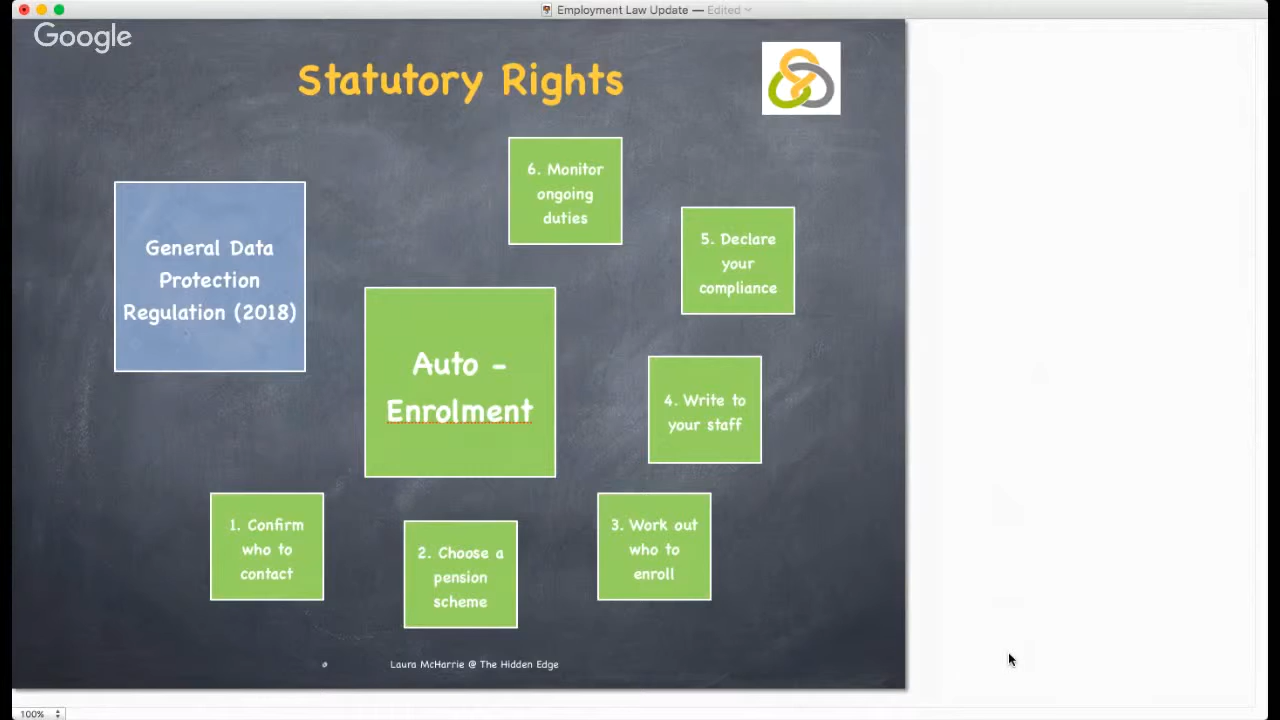 Employment Law Update — Edited
Google
Statutory Rights
General Data
Protection
Regulation (2018)
Auto -
Enrolment
6. Monitor
ongoing
duties
5. Declare
your
compliance
4. Write to
your staff
3. Work out
who to
enroll
2. Choose a
pension
scheme
1. Confirm
who to
contact
Laura McHarrie @ The Hidden Edge
100%